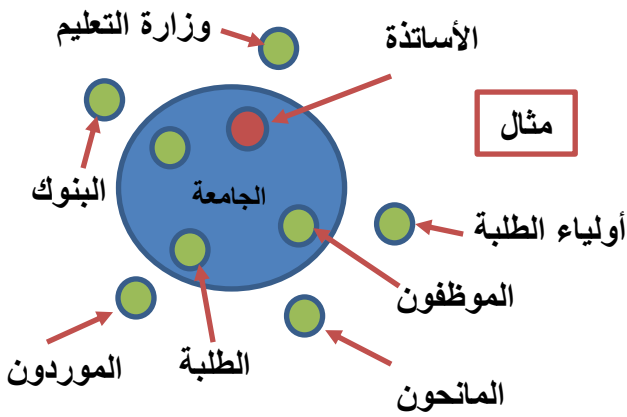 وزارة التعليم
الأساتذة
مثال
البنوك
الجامعة
أولياء الطلبة
الموظفون
الموردون
الطلبة
المانحون